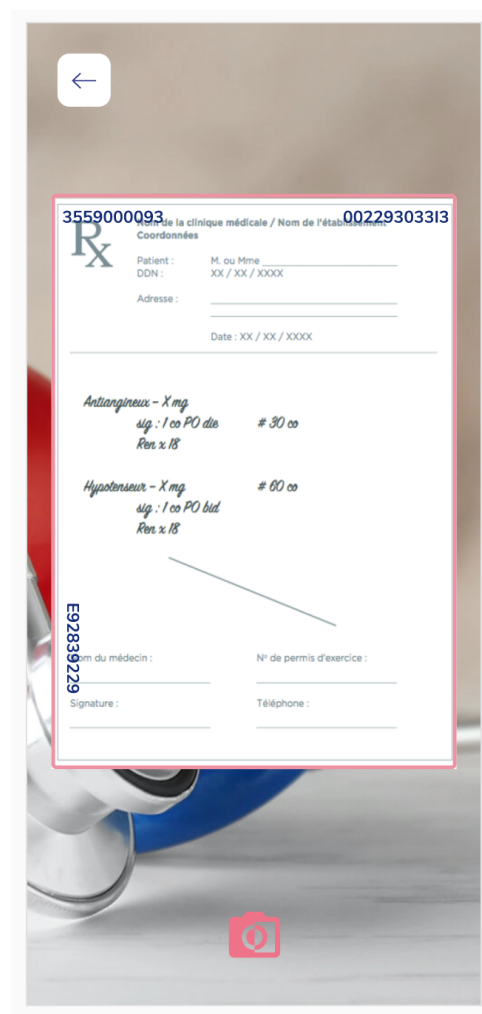 3559000093
002293033I3
Rx
Nom de la clinique médicale / Nom de l'établissement
Coordonnées
Patient : M. ou Mme
DDN : XX / XX / XXXX
Adresse :
Date : XX / XX / XXXX
Antiangineux – X mg
sig : 1 co PO die # 30 co
Ren x 18
Hypotenseur – X mg # 60 co
sig : 1 co PO bid
Ren x 18
E92839229
Nom du médecin : Nº de permis d'exercice :
Signature : Téléphone :